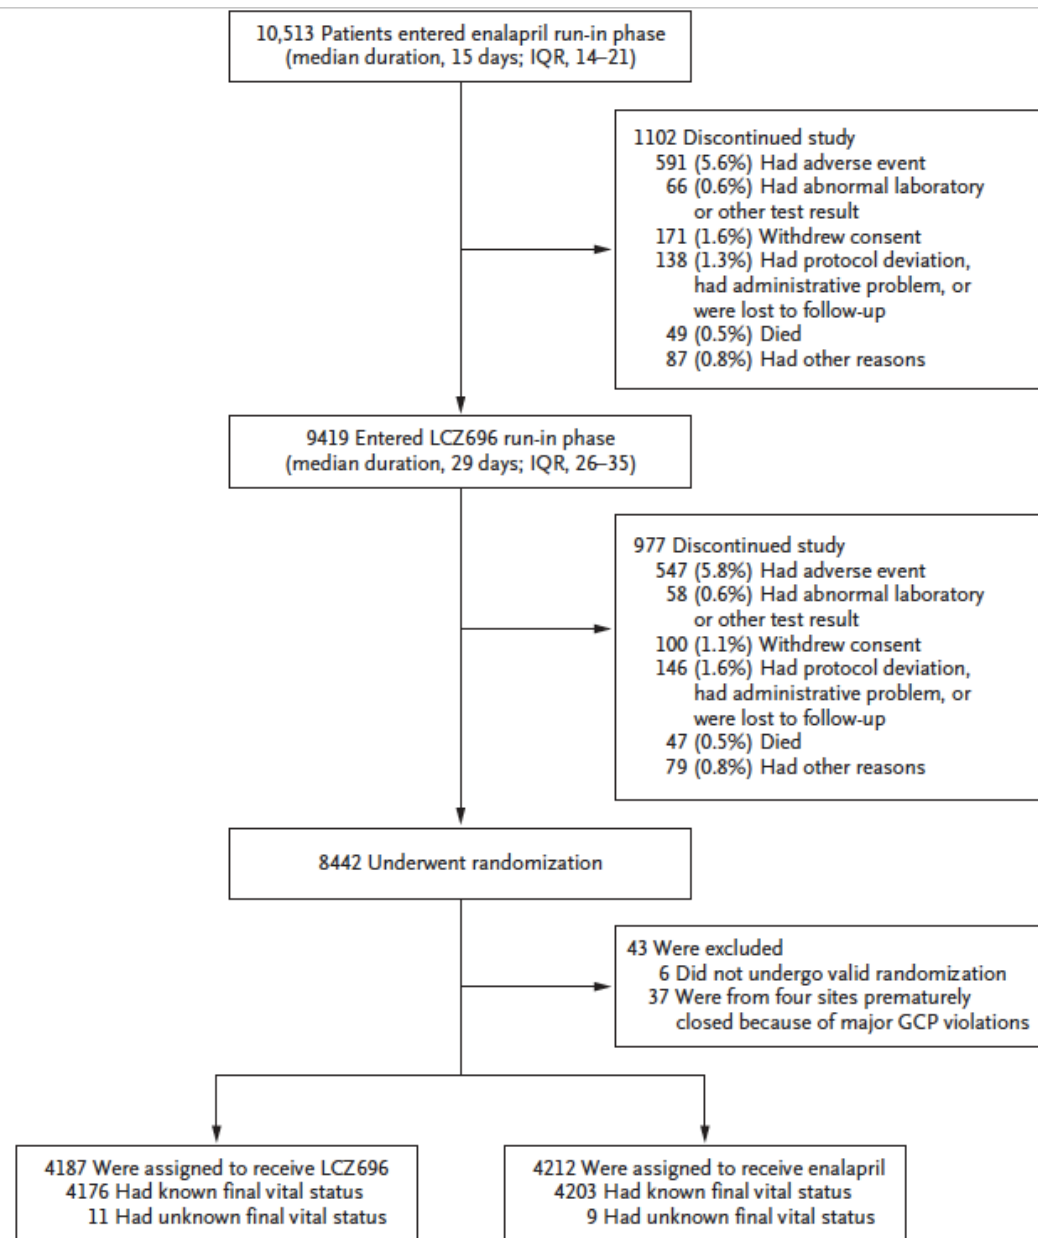 10,513 Patients entered enalapril run-in phase
(median duration, 15 days; IQR, 14–21)
1102 Discontinued study
591 (5.6%) Had adverse event
66 (0.6%) Had abnormal laboratory
or other test result
171 (1.6%) Withdrew consent
138 (1.3%) Had protocol deviation,
had administrative problem, or
were lost to follow-up
49 (0.5%) Died
87 (0.8%) Had other reasons
9419 Entered LCZ696 run-in phase
(median duration, 29 days; IQR, 26–35)
977 Discontinued study
547 (5.8%) Had adverse event
58 (0.6%) Had abnormal laboratory
or other test result
100 (1.1%) Withdrew consent
146 (1.6%) Had protocol deviation,
had administrative problem, or
were lost to follow-up
47 (0.5%) Died
79 (0.8%) Had other reasons
8442 Underwent randomization
43 Were excluded
6 Did not undergo valid randomization
37 Were from four sites prematurely
closed because of major GCP violations
4187 Were assigned to receive LCZ696
4176 Had known final vital status
11 Had unknown final vital status
4212 Were assigned to receive enalapril
4203 Had known final vital status
9 Had unknown final vital status